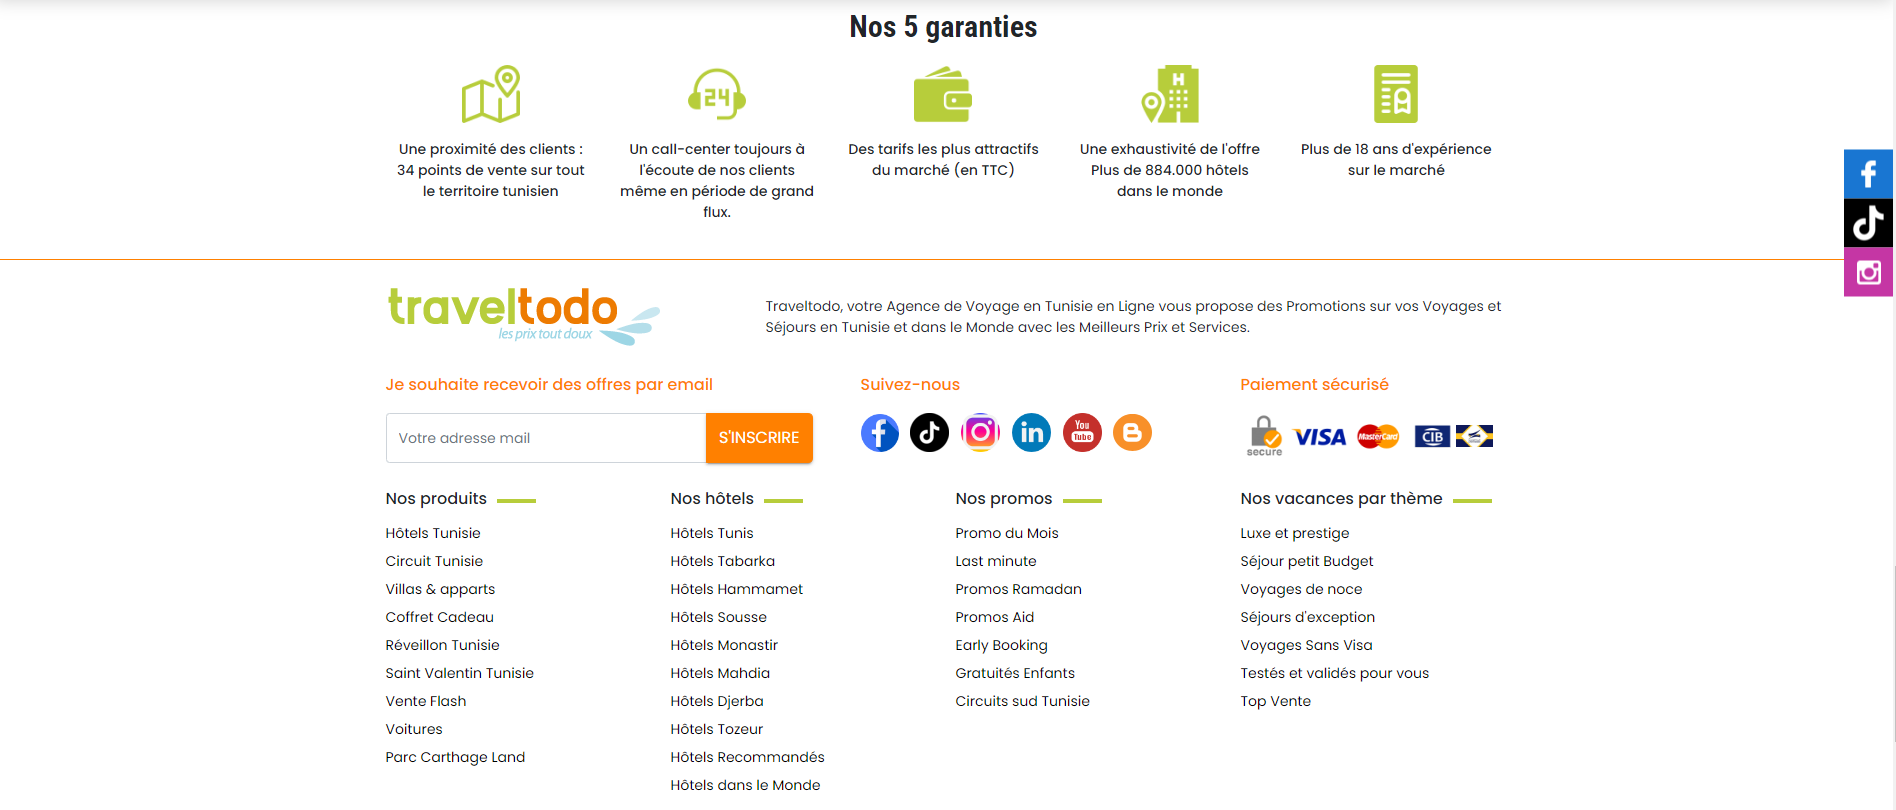 Nos 5 garanties
24
H
Une proximité des clients :
34 points de vente sur tout
le territoire tunisien
Un call-center toujours à
l'écoute de nos clients
même en période de grand
flux.
Des tarifs les plus attractifs
du marché (en TTC)
Une exhaustivité de l'offre
Plus de 884.000 hôtels
dans le monde
Plus de 18 ans d'expérience
sur le marché
traveltodo
les prix tout doux
Traveltodo, votre Agence de Voyage en Tunisie en Ligne vous propose des Promotions sur vos Voyages et
Séjours en Tunisie et dans le Monde avec les Meilleurs Prix et Services.
Je souhaite recevoir des offres par email
Votre adresse mail
S'INSCRIRE
Suivez-nous
in
You
Tube
Paiement sécurisé
secure
VISA
MasterCard
CIB
Nos produits
Hôtels Tunisie
Circuit Tunisie
Villas & apparts
Coffret Cadeau
Réveillon Tunisie
Saint Valentin Tunisie
Vente Flash
Voitures
Parc Carthage Land
Nos hôtels
Hôtels Tunis
Hôtels Tabarka
Hôtels Hammamet
Hôtels Sousse
Hôtels Monastir
Hôtels Mahdia
Hôtels Djerba
Hôtels Tozeur
Hôtels Recommandés
Hôtels dans le Monde
Nos promos
Promo du Mois
Last minute
Promos Ramadan
Promos Aid
Early Booking
Gratuités Enfants
Circuits sud Tunisie
Nos vacances par thème
Luxe et prestige
Séjour petit Budget
Voyages de noce
Séjours d'exception
Voyages Sans Visa
Testés et validés pour vous
Top Vente